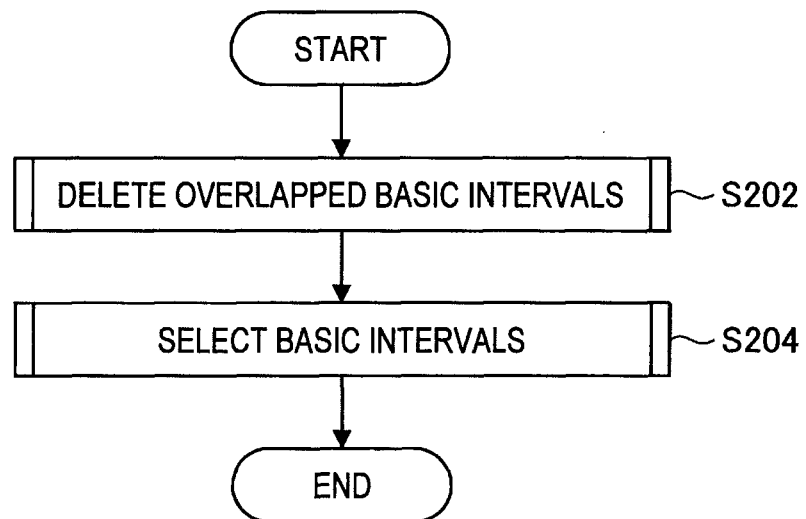 START
DELETE OVERLAPPED BASIC INTERVALS
S202
SELECT BASIC INTERVALS
S204
END